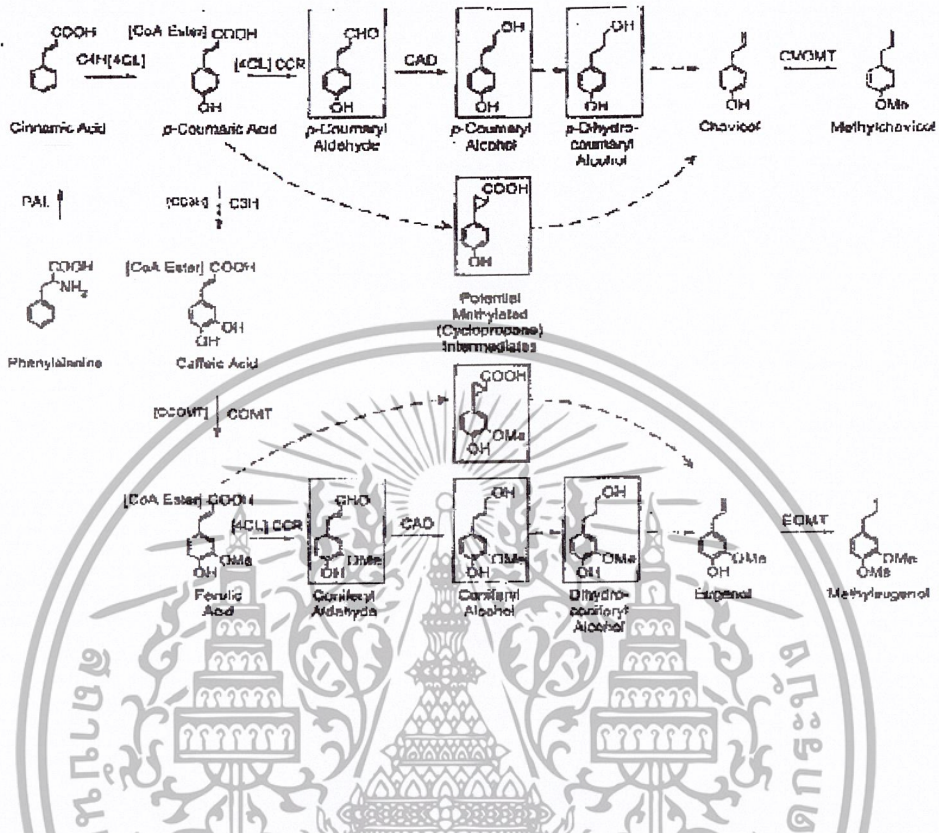 COOH [CoA Ester] COOH CHO OH OH
C4H[4CL] [4CL] CCR CAD CVOMT
OH OH OH OH OH OMe
Cinnamic Acid p-Coumaric Acid p-Coumaryl Aldehyde p-Coumaryl Alcohol p-Dihydro-coumaryl Alcohol Chavicol Methylchavicol
COOH
PAL C3H
OH
COOH [CoA Ester] COOH
NH2
OH
OH
Potential
Methylated
(Cyclopropane)
Intermediates
Phenylalanine Caffeic Acid
COOH
[CCOMT] COMT
OMe
OH
[CoA Ester] COOH CHO OH OH
[4CL] CCR CAD EOMT
OMe OMe OMe OMe OMe OMe
OH OH OH OH OH OMe
Ferulic Acid Coniferyl Aldehyde Coniferyl Alcohol Dihydro-coniferyl Alcohol Eugenol Methyleugenol